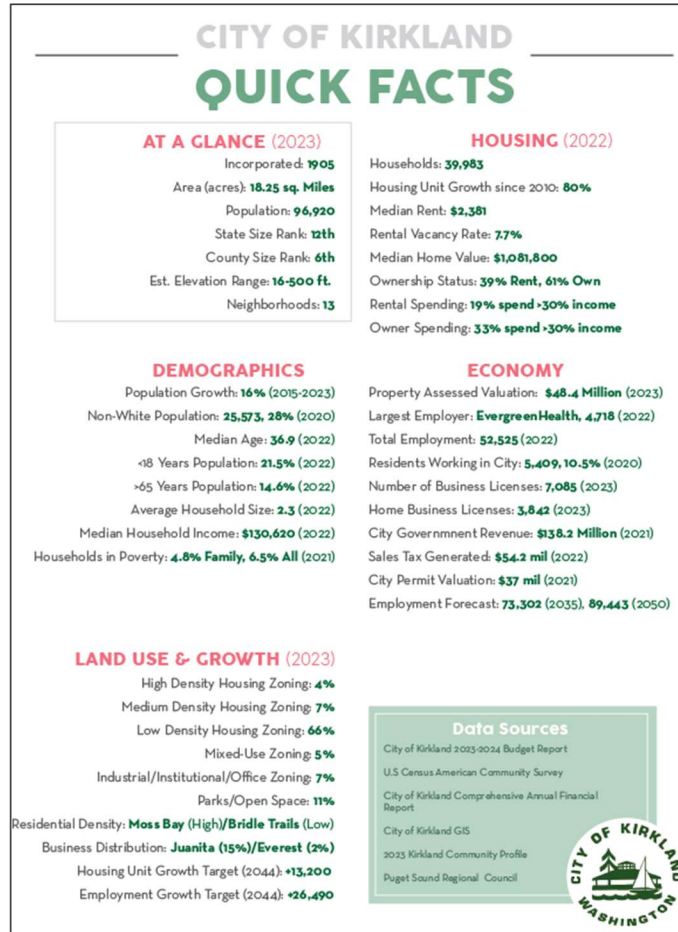 CITY OF KIRKLAND
QUICK FACTS
AT A GLANCE (2023)
Incorporated: 1905
Area (acres): 18.25 sq. Miles
Population: 96,920
State Size Rank: 12th
County Size Rank: 6th
Est. Elevation Range: 16-500 ft.
Neighborhoods: 13
HOUSING (2022)
Households: 39,983
Housing Unit Growth since 2010: 80%
Median Rent: $2,381
Rental Vacancy Rate: 7.7%
Median Home Value: $1,081,800
Ownership Status: 39% Rent, 61% Own
Rental Spending: 19% spend >30% income
Owner Spending: 33% spend >30% income
DEMOGRAPHICS
Population Growth: 16% (2015-2023)
Non-White Population: 25,573, 28% (2020)
Median Age: 36.9 (2022)
<18 Years Population: 21.5% (2022)
>65 Years Population: 14.6% (2022)
Average Household Size: 2.3 (2022)
Median Household Income: $130,620 (2022)
Households in Poverty: 4.8% Family, 6.5% All (2021)
ECONOMY
Property Assessed Valuation: $48.4 Million (2023)
Largest Employer: EvergreenHealth, 4,718 (2022)
Total Employment: 52,525 (2022)
Residents Working in City: 5,409, 10.5% (2020)
Number of Business Licenses: 7,085 (2023)
Home Business Licenses: 3,842 (2023)
City Governmnent Revenue: $138.2 Million (2021)
Sales Tax Generated: $54.2 mil (2022)
City Permit Valuation: $37 mil (2021)
Employment Forecast: 73,302 (2035), 89,443 (2050)
LAND USE & GROWTH (2023)
High Density Housing Zoning: 4%
Medium Density Housing Zoning: 7%
Low Density Housing Zoning: 66%
Mixed-Use Zoning: 5%
Industrial/Institutional/Office Zoning: 7%
Parks/Open Space: 11%
Residential Density: Moss Bay (High)/Bridle Trails (Low)
Business Distribution: Juanita (15%)/Everest (2%)
Housing Unit Growth Target (2044): +13,200
Employment Growth Target (2044): +26,490
Data Sources
City of Kirkland 2023-2024 Budget Report
U.S Census American Community Survey
City of Kirkland Comprehensive Annual Financial
Report
City of Kirkland GIS
2023 Kirkland Community Profile
Puget Sound Regional Council
CITY OF KIRKLAND
WASHINGTON